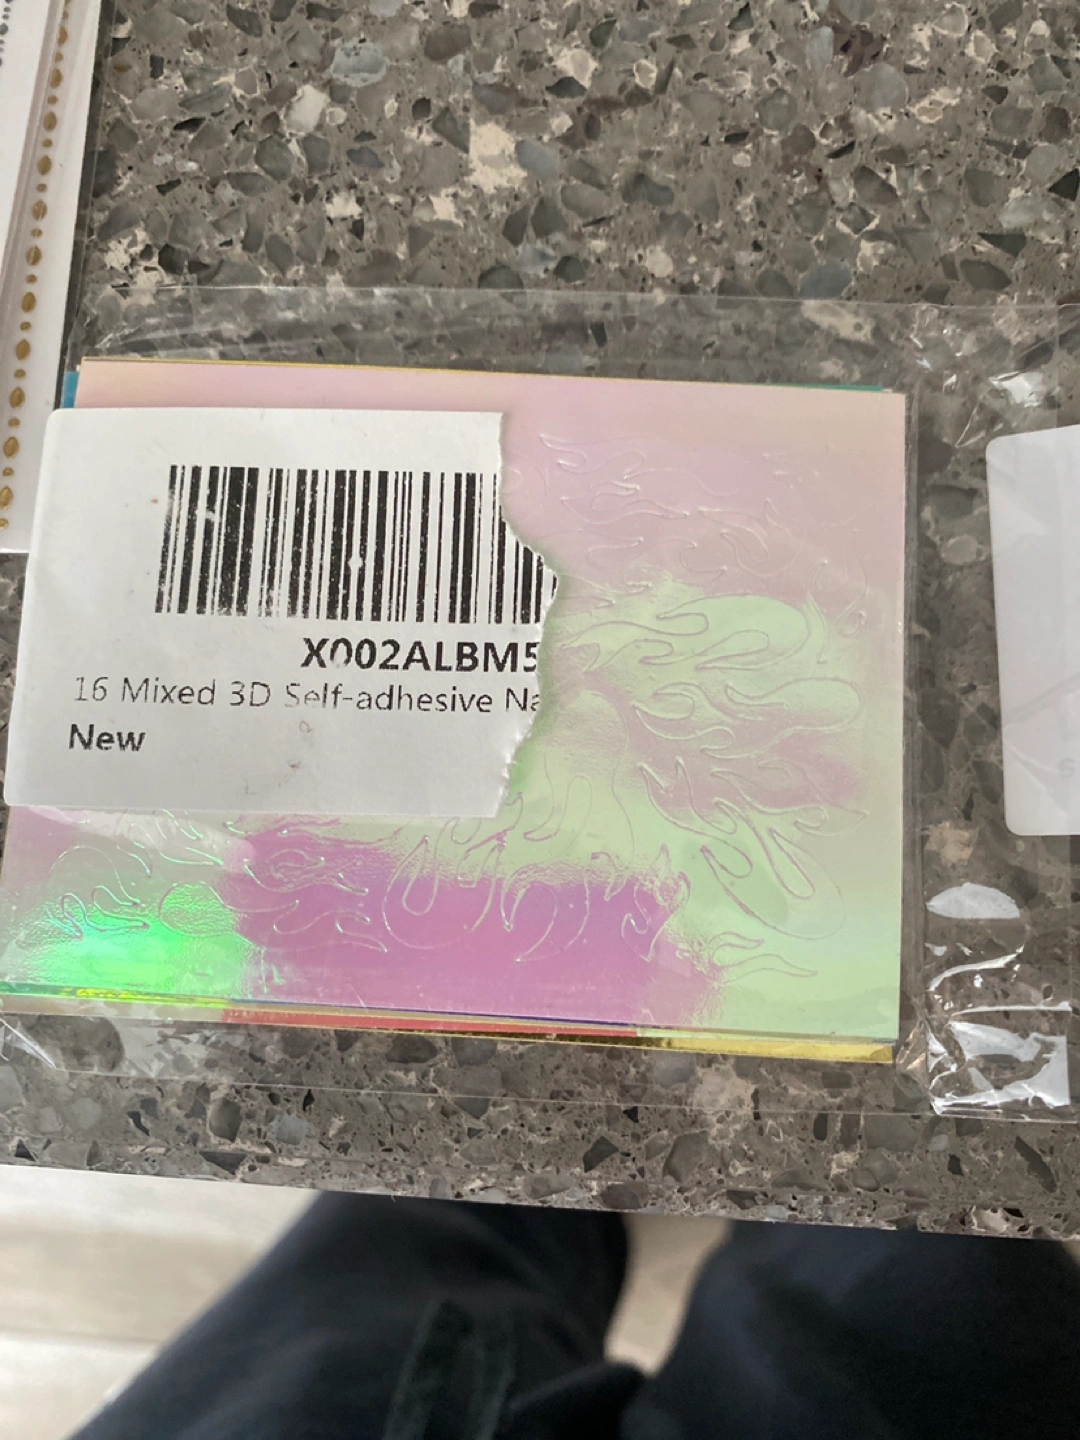 X002ALBM5
16 Mixed 3D Self-adhesive Na
New